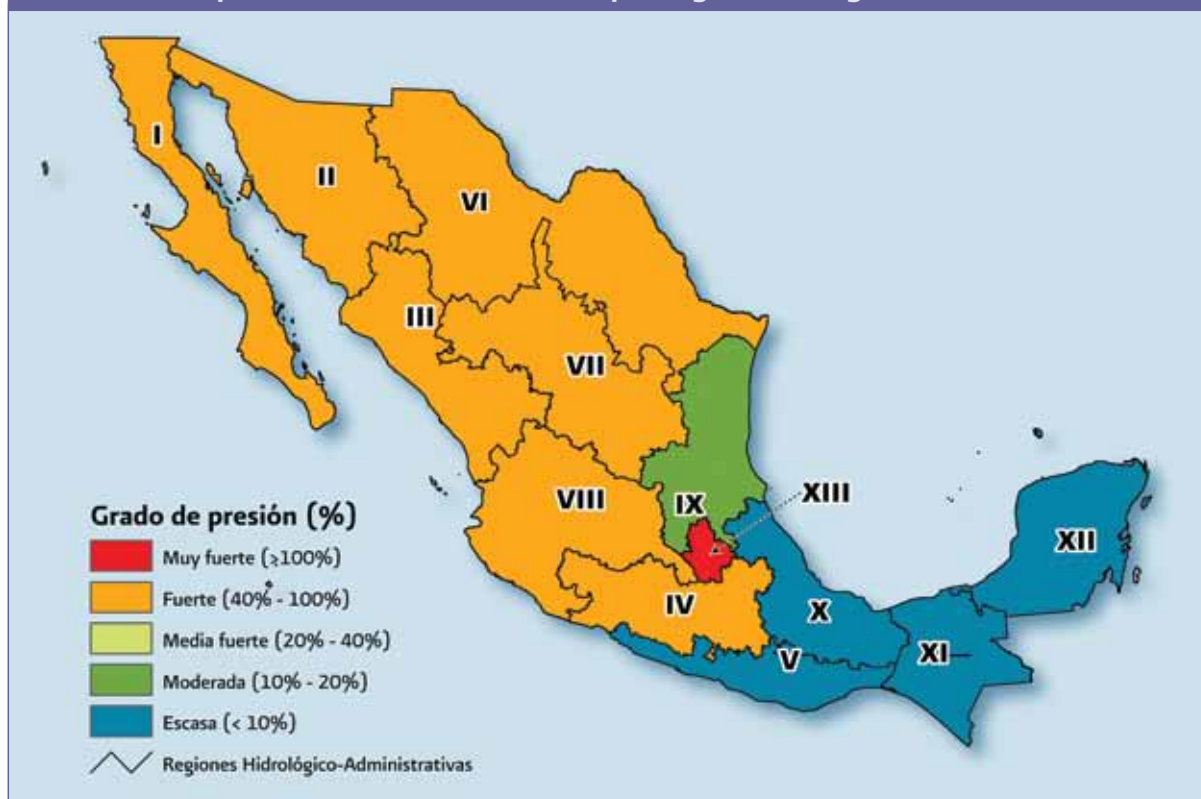 I
II
VI
III
VII
VIII
IX
XIII
XII
IV
X
V
XI
Grado de presión (%)
Muy fuerte (≥100%)
Fuerte (40% - 100%)
Media fuerte (20% - 40%)
Moderada (10% - 20%)
Escasa (< 10%)
Regiones Hidrológico-Administrativas